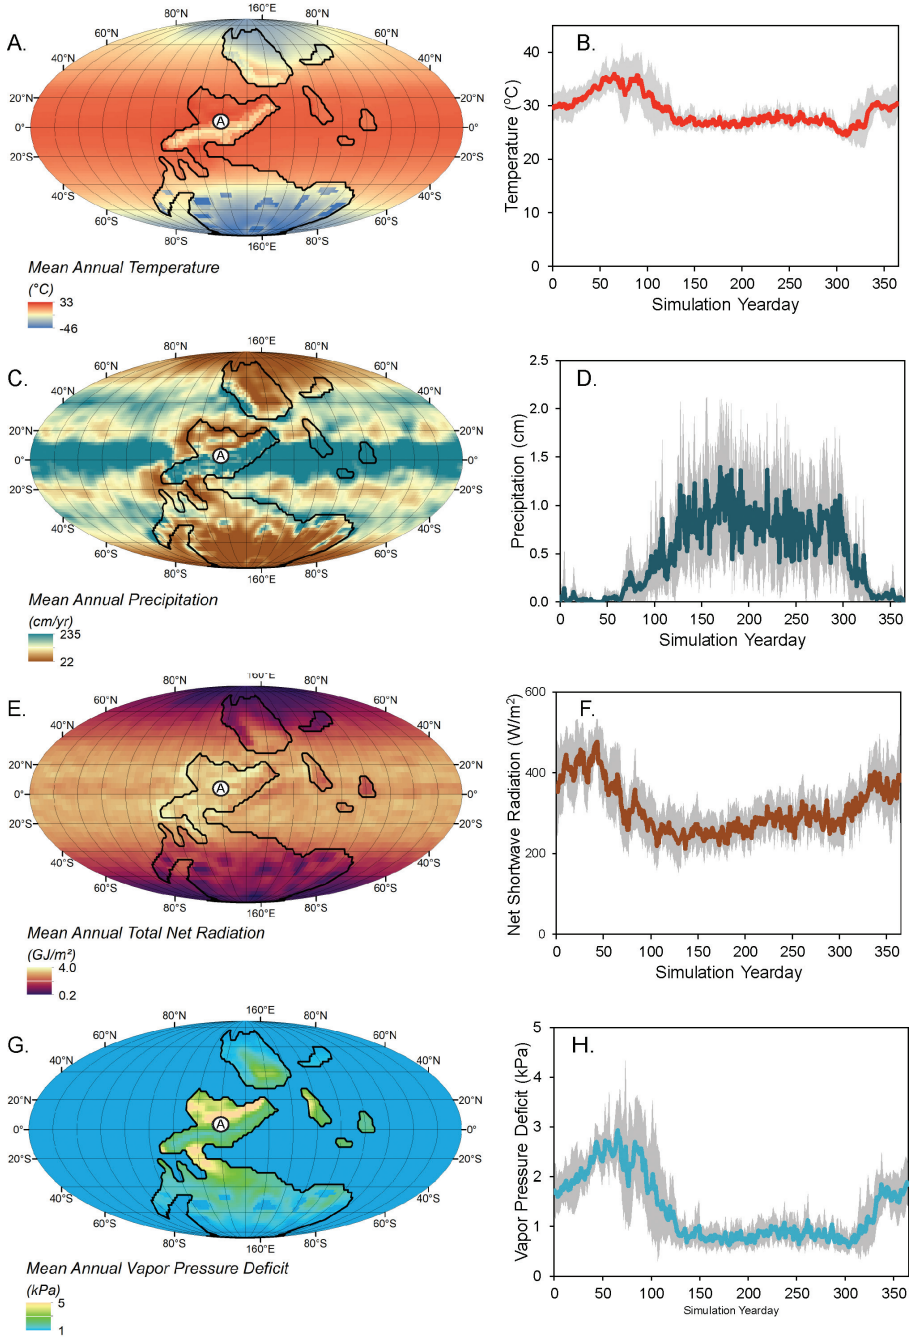 A.
160°E
80°N
80°N
60°N
60°N
40°N
40°N
20°N
20°N
0°
0°
A
20°S
20°S
40°S
40°S
60°S
60°S
80°S
80°S
160°E
Mean Annual Temperature
(°C)
33
-46
B.
Temperature (°C)
40
30
20
10
0
0 50 100 150 200 250 300 350
Simulation Yearday
C.
160°E
80°N
80°N
60°N
60°N
40°N
40°N
20°N
20°N
0°
0°
A
20°S
20°S
40°S
40°S
60°S
60°S
80°S
80°S
160°E
Mean Annual Precipitation
(cm/yr)
235
22
D.
Precipitation (cm)
2.5
2.0
1.5
1.0
0.5
0.0
0 50 100 150 200 250 300 350
Simulation Yearday
E.
160°E
80°N
80°N
60°N
60°N
40°N
40°N
20°N
20°N
0°
0°
A
20°S
20°S
40°S
40°S
60°S
60°S
80°S
80°S
160°E
Mean Annual Total Net Radiation
(GJ/m²)
4.0
0.2
F.
Net Shortwave Radiation (W/m²)
600
400
200
0
0 50 100 150 200 250 300 350
Simulation Yearday
G.
160°E
80°N
80°N
60°N
60°N
40°N
40°N
20°N
20°N
0°
0°
A
20°S
20°S
40°S
40°S
60°S
60°S
80°S
80°S
160°E
Mean Annual Vapor Pressure Deficit
(kPa)
5
1
H.
Vapor Pressure Deficit (kPa)
5
4
3
2
1
0
0 50 100 150 200 250 300 350
Simulation Yearday